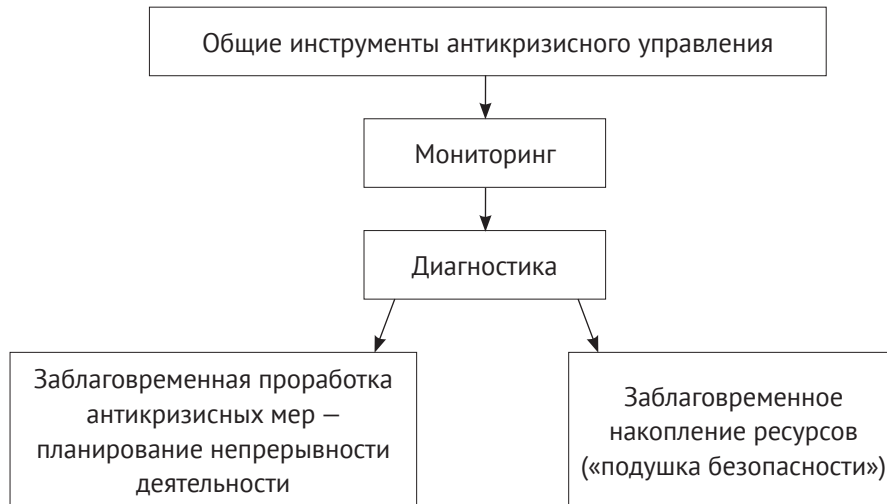 Общие инструменты антикризисного управления
Мониторинг
Диагностика
Заблаговременная проработка
антикризисных мер —
планирование непрерывности
деятельности
Заблаговременное
накопление ресурсов
(«подушка безопасности»)